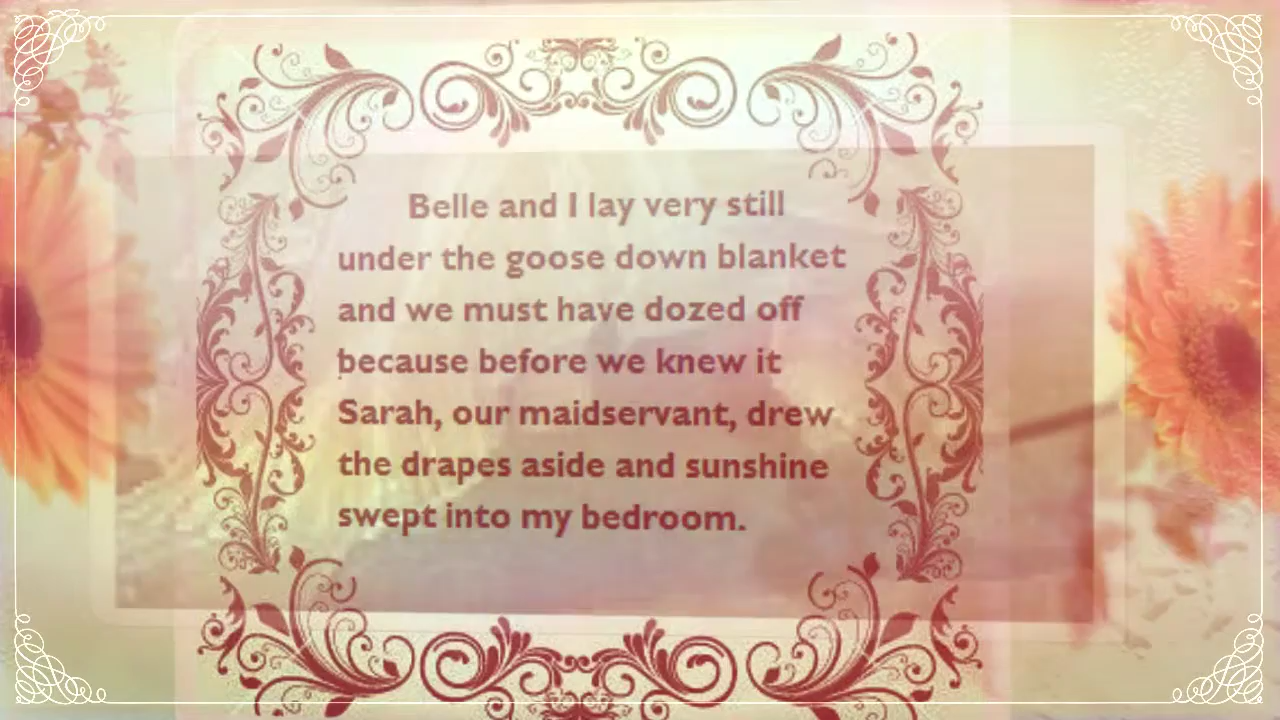 Belle and I lay very still
under the goose down blanket
and we must have dozed off
because before we knew it
Sarah, our maidservant, drew
the drapes aside and sunshine
swept into my bedroom.